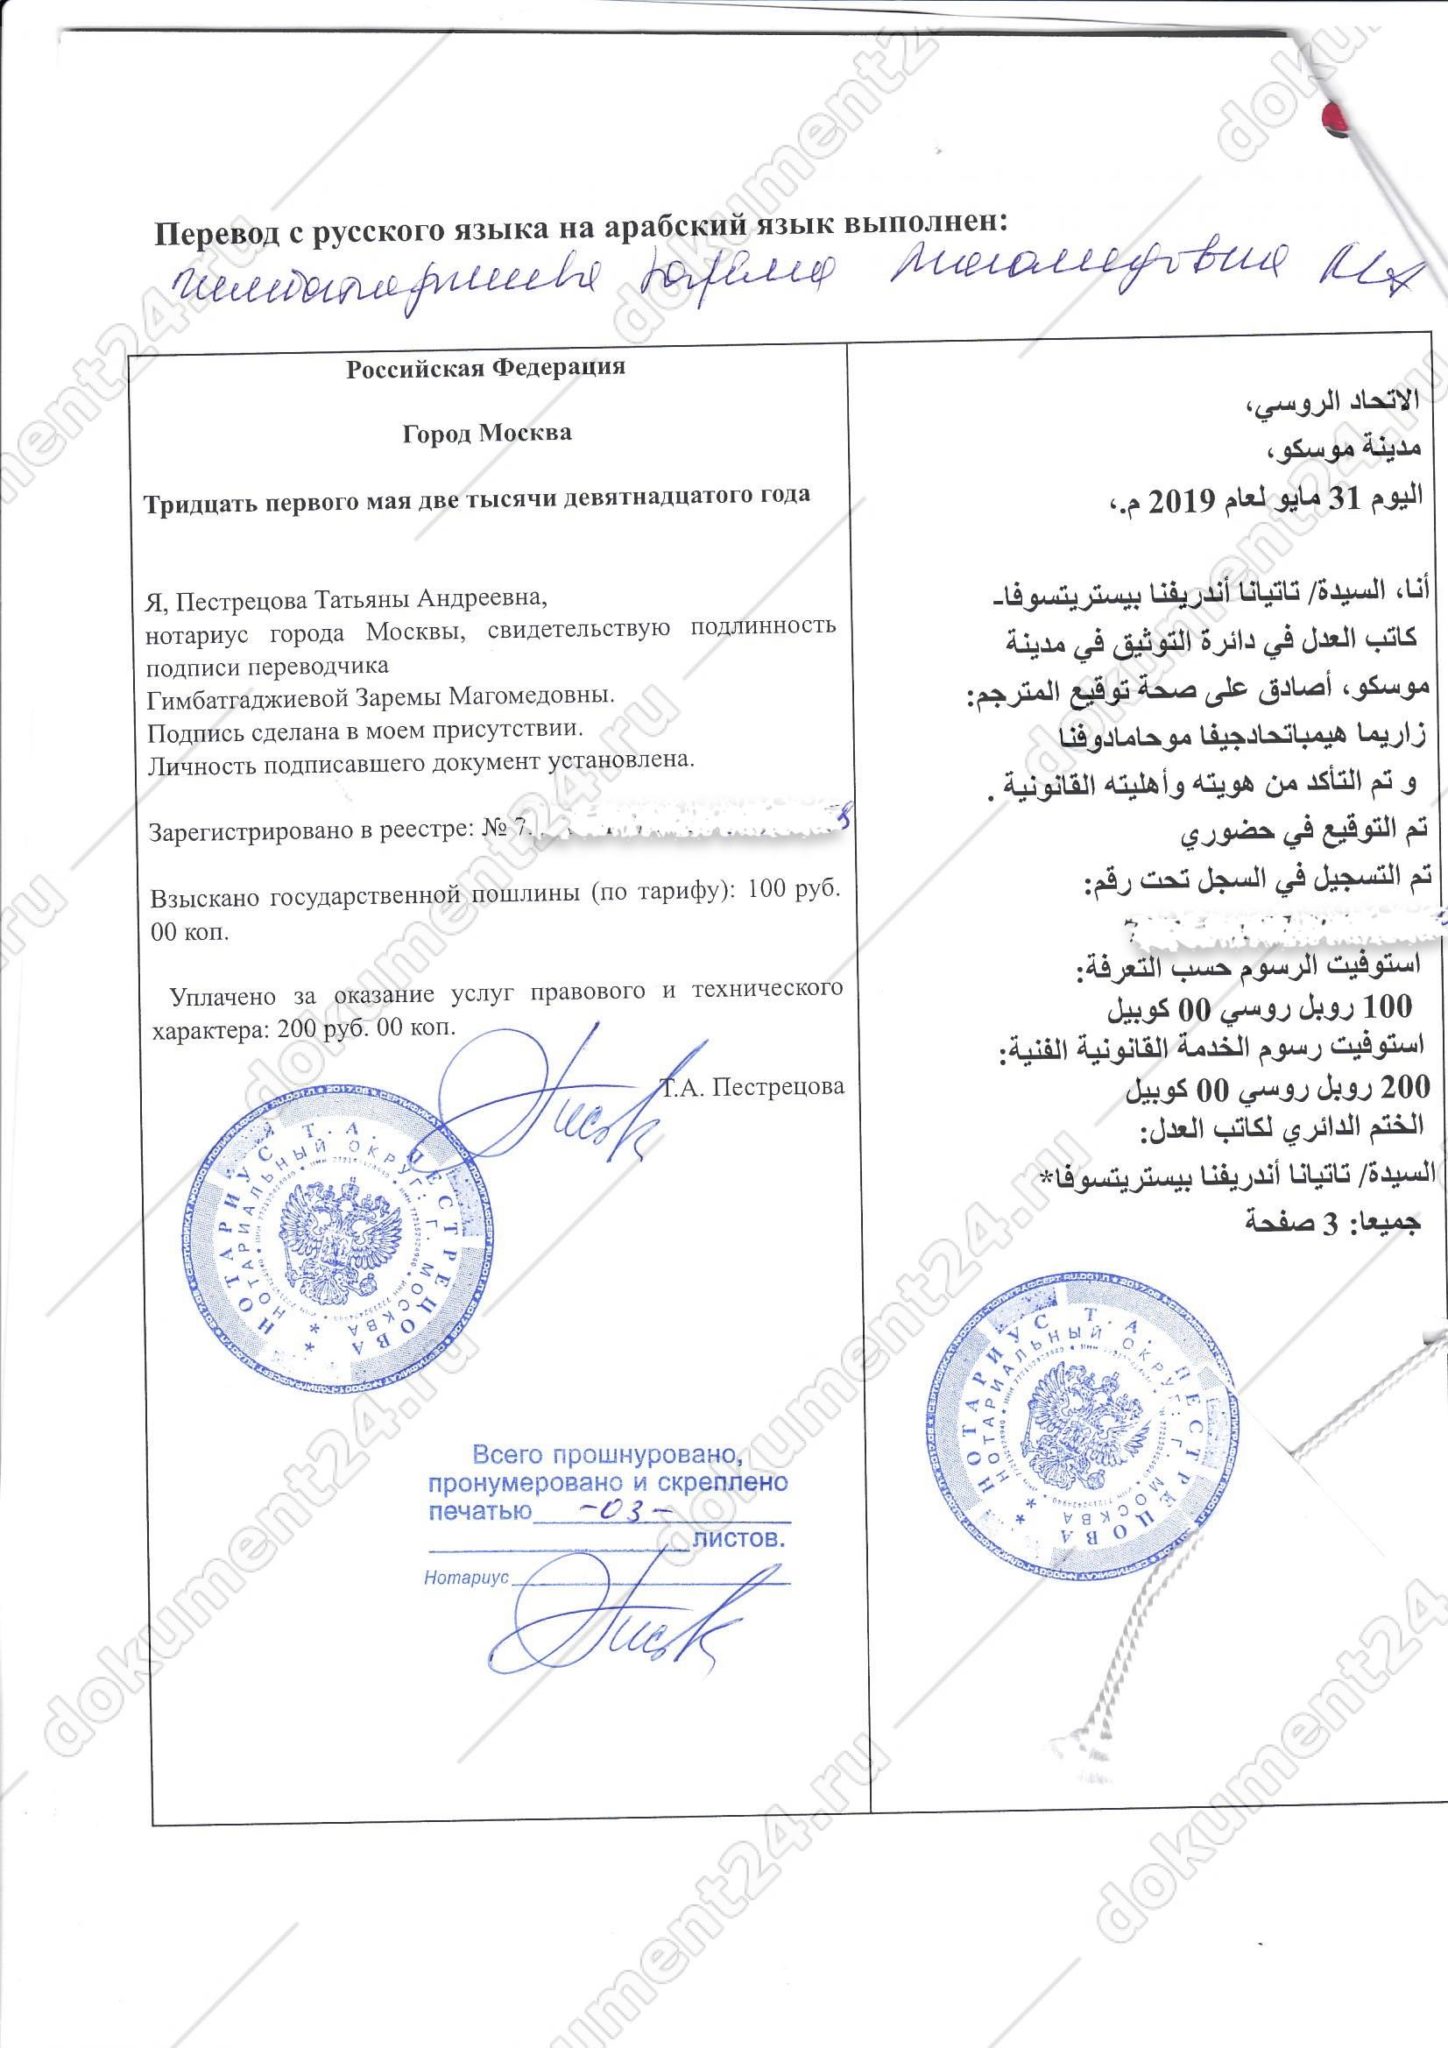 Перевод с русского языка на арабский язык выполнен:
Гимбатгаджиева Зарема Магомедовна
Российская Федерация
Город Москва
Тридцать первого мая две тысячи девятнадцатого года
Я, Пестрецова Татьяны Андреевна,
нотариус города Москвы, свидетельствую подлинность
подписи переводчика
Гимбатгаджиевой Заремы Магомедовны.
Подпись сделана в моем присутствии.
Личность подписавшего документ установлена.
Зарегистрировано в реестре: № 7
Взыскано государственной пошлины (по тарифу): 100 руб.
00 коп.
Уплачено за оказание услуг правового и технического
характера: 200 руб. 00 коп.
Т.А. Пестрецова
НОТАРИУС Т.А. ПЕСТРЕЦОВА
НОТАРИАЛЬНЫЙ ОКРУГ: Г. МОСКВА
Всего прошнуровано,
пронумеровано и скреплено
печатью -03-
листов.
Нотариус
الاتحاد الروسي،
مدينة موسكو،
اليوم 31 مايو لعام 2019 م.،
أنا، السيدة/ تاتيانا أندريفنا بيستريتسوفا-
كاتب العدل في دائرة التوثيق في مدينة
موسكو، أصادق على صحة توقيع المترجم:
زاريما هيمباتحادجيفا موحامادوفنا
و تم التأكد من هويته وأهليته القانونية .
تم التوقيع في حضوري
تم التسجيل في السجل تحت رقم:
استوفيت الرسوم حسب التعرفة:
100 روبل روسي 00 كوبيل
استوفيت رسوم الخدمة القانونية الفنية:
200 روبل روسي 00 كوبيل
الختم الدائري لكاتب العدل:
السيدة/ تاتيانا أندريفنا بيستريتسوفا*
جميعا: 3 صفحة
НОТАРИУС Т.А. ПЕСТРЕЦОВА
НОТАРИАЛЬНЫЙ ОКРУГ: Г. МОСКВА
dokument24.ru